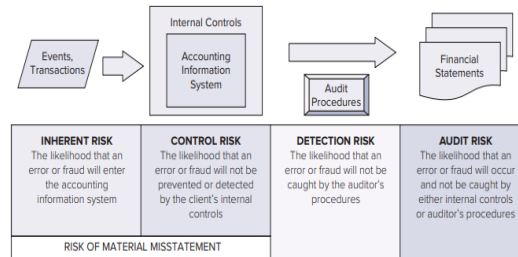 Internal Controls
Events,
Transactions
Accounting
Information
System
Audit
Procedures
Financial
Statements
INHERENT RISK
The likelihood that an
error or fraud will enter
the accounting
information system
CONTROL RISK
The likelihood that an
error or fraud will not be
prevented or detected
by the client's internal
controls
DETECTION RISK
The likelihood that an
error or fraud will not be
caught by the auditor's
procedures
AUDIT RISK
The likelihood that an
error or fraud will occur
and not be caught by
either internal controls
or auditor's procedures
RISK OF MATERIAL MISSTATEMENT